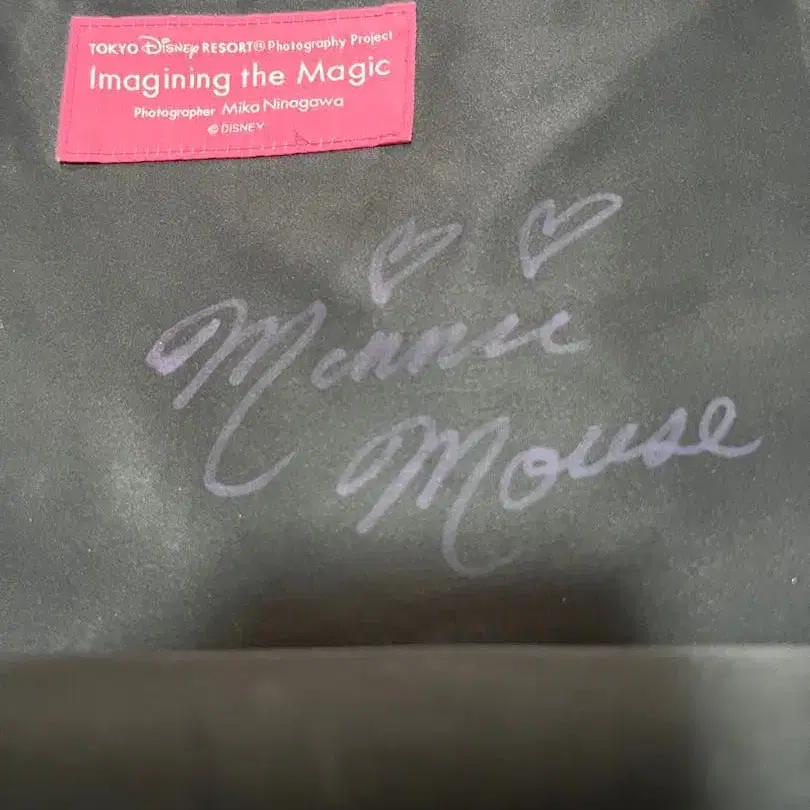 TOKYO Disney RESORT® Photography Project
Imagining the Magic
Photographer Mika Ninagawa
© DISNEY
Minnie
Mouse